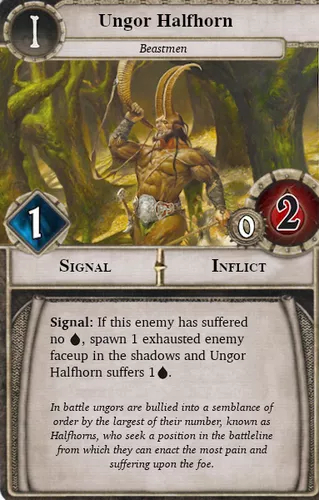 I
Ungor Halfhorn
Beastmen
1
0
2
Signal
Inflict
Signal: If this enemy has suffered
no , spawn 1 exhausted enemy
faceup in the shadows and Ungor
Halfhorn suffers 1.
In battle ungors are bullied into a semblance of
order by the largest of their number, known as
Halfhorns, who seek a position in the battleline
from which they can enact the most pain and
suffering upon the foe.